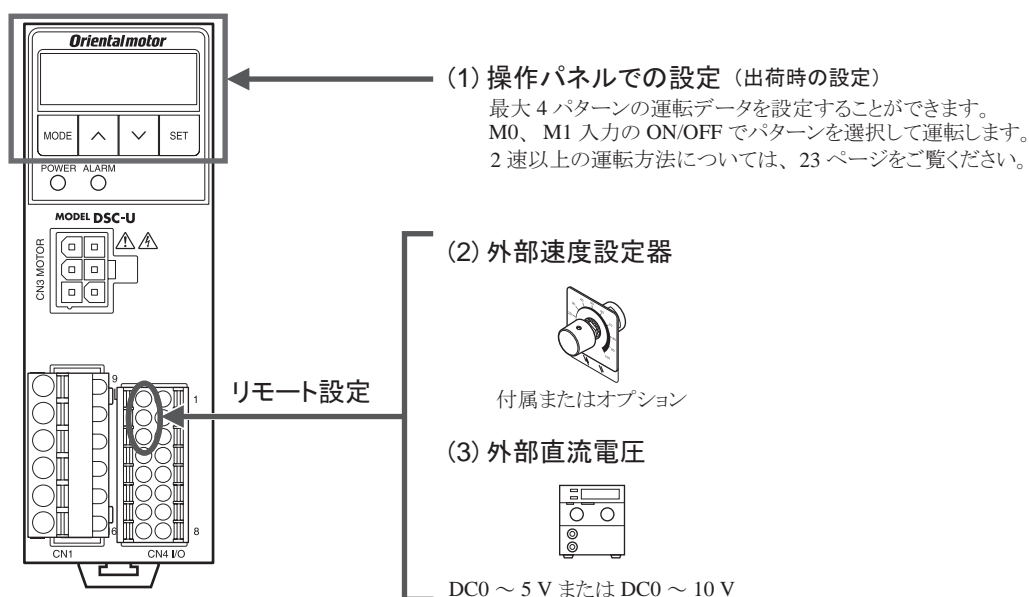 Orientalmotor
MODE
SET
POWER ALARM
MODEL DSC-U
CN3 MOTOR
9
1
6
8
CN1
CN4 I/O
リモート設定
(1) 操作パネルでの設定（出荷時の設定）
最大 4 パターンの運転データを設定することができます。
M0、 M1 入力の ON/OFF でパターンを選択して運転します。
2 速以上の運転方法については、 23 ページをご覧ください。
(2) 外部速度設定器
付属またはオプション
(3) 外部直流電圧
DC0 ～ 5 V または DC0 ～ 10 V